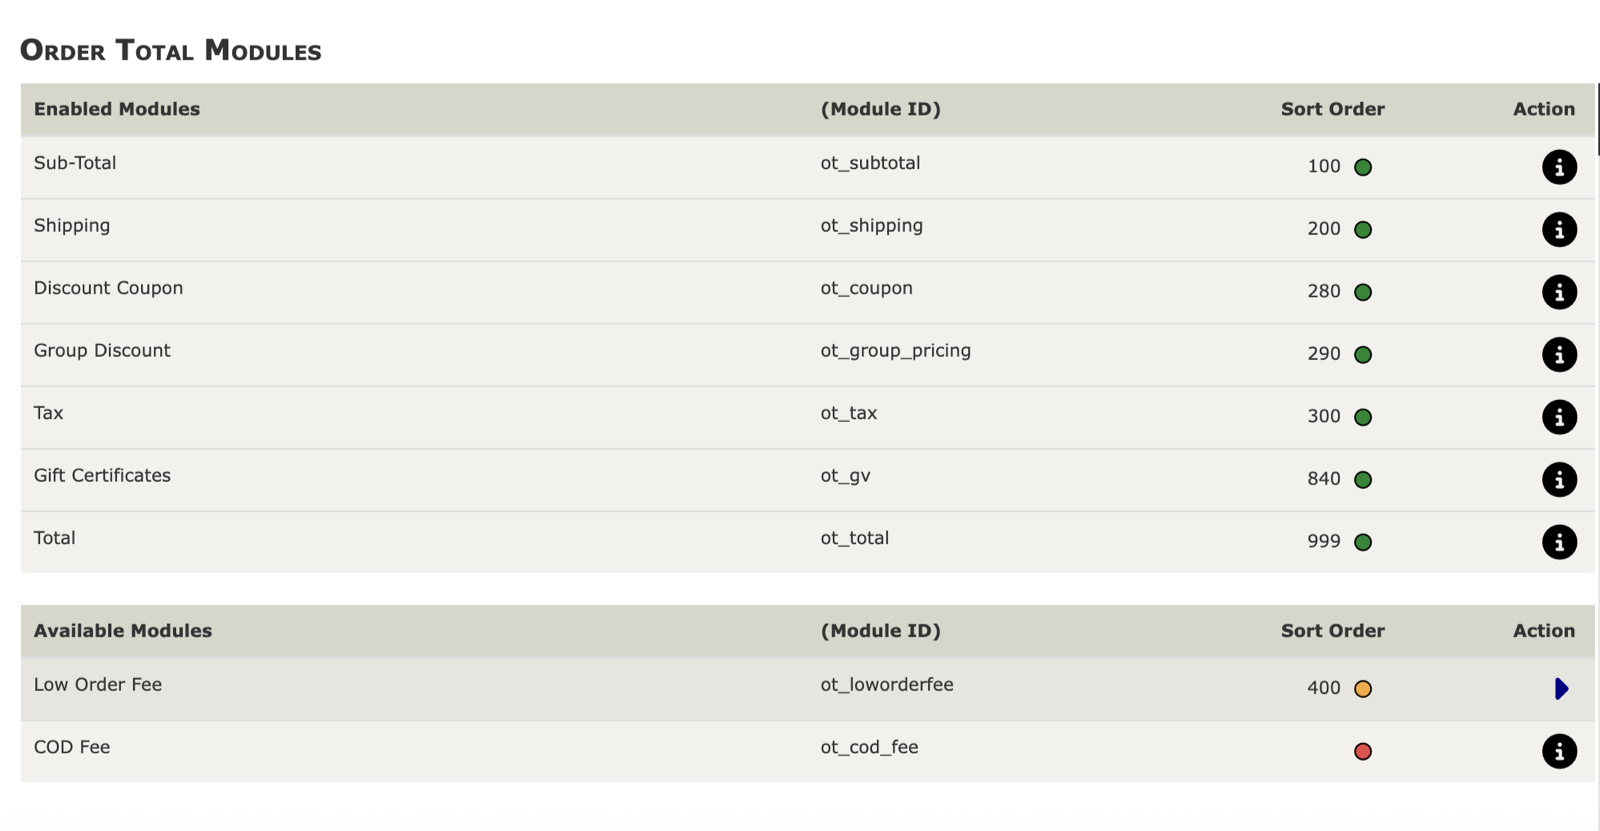 Order Total Modules
Enabled Modules (Module ID) Sort Order Action
Sub-Total ot_subtotal 100
Shipping ot_shipping 200
Discount Coupon ot_coupon 280
Group Discount ot_group_pricing 290
Tax ot_tax 300
Gift Certificates ot_gv 840
Total ot_total 999
Available Modules (Module ID) Sort Order Action
Low Order Fee ot_loworderfee 400
COD Fee ot_cod_fee